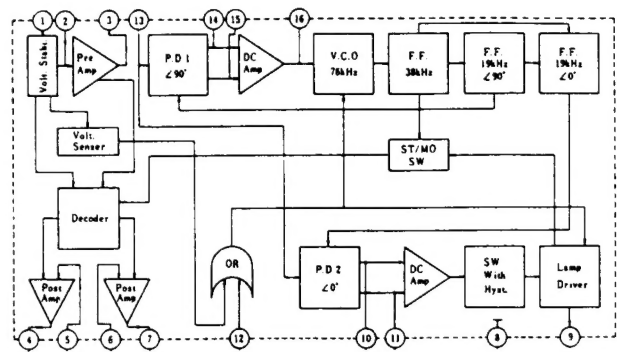 1 2 3 13 14 15 16
Volt. Stabi.
Pre
Amp
P.D.1
∠90°
DC
Amp
V.C.O
76kHz
F.F.
38kHz
F.F.
19kHz
∠90°
F.F.
19kHz
∠0°
Volt.
Senser
ST/MO
SW
Decoder
OR
P.D.2
∠0°
DC
Amp
SW
With
Hyst.
Lamp
Driver
Post
Amp
Post
Amp
4 5 6 7 12 10 11 8 9